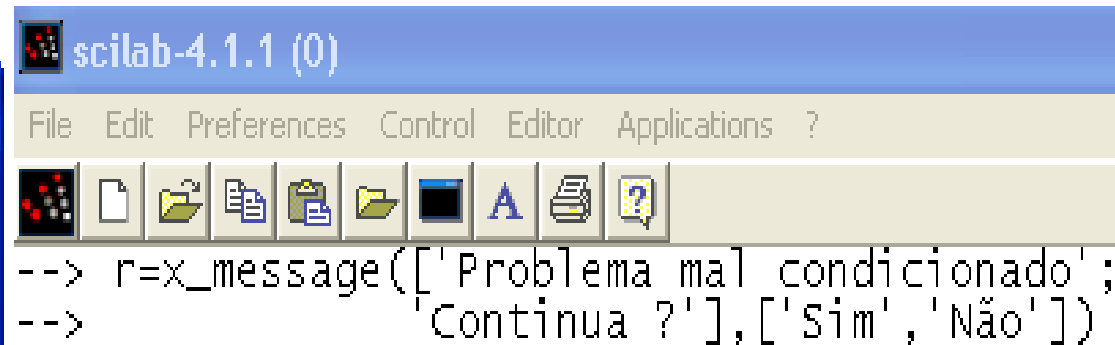 scilab-4.1.1 (0)
File Edit Preferences Control Editor Applications ?
--> r=x_message(['Problema mal condicionado';
--> 'Continua ?'],['Sim','Não'])